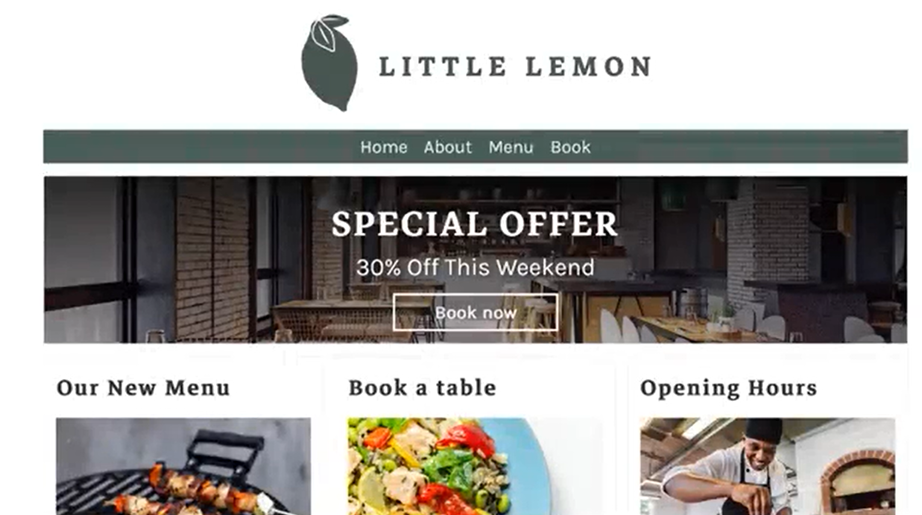 LITTLE LEMON
Home About Menu Book
SPECIAL OFFER
30% Off This Weekend
Book now
Our New Menu Book a table Opening Hours